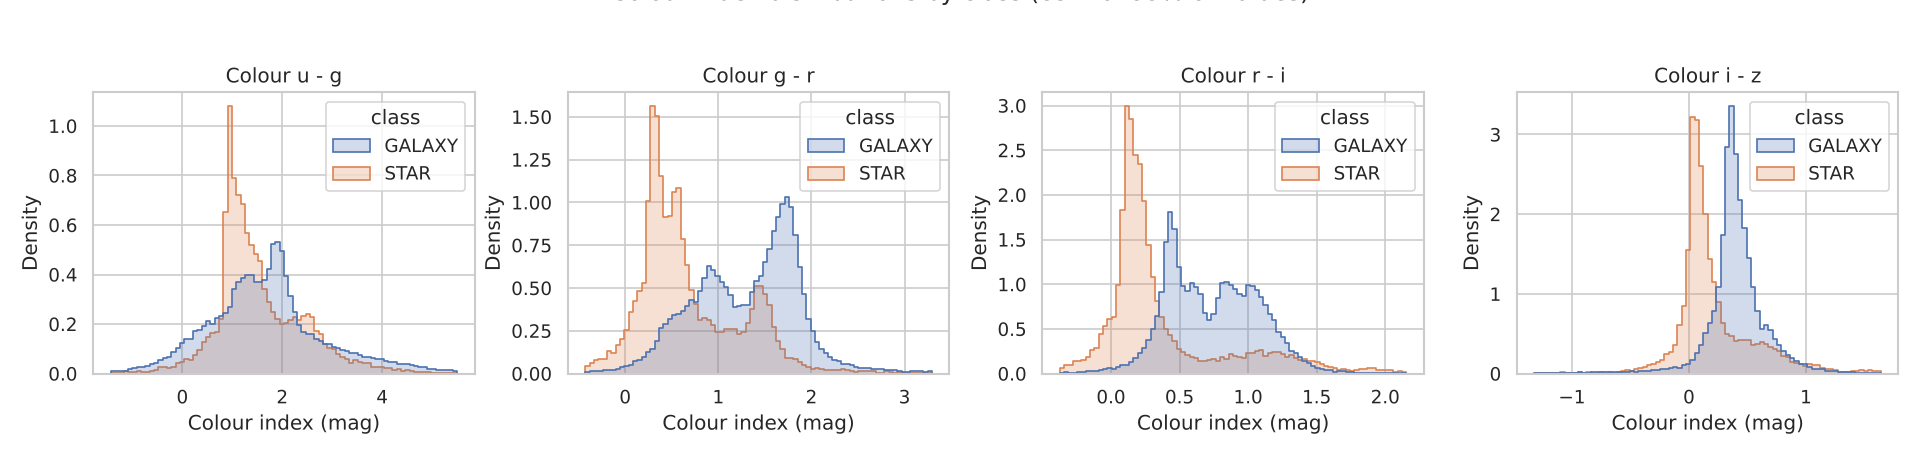 Colour u - g
Colour g - r
Colour r - i
Colour i - z
Density
1.0
0.8
0.6
0.4
0.2
0.0
class
GALAXY
STAR
0 2 4
Colour index (mag)
Density
1.50
1.25
1.00
0.75
0.50
0.25
0.00
class
GALAXY
STAR
0 1 2 3
Colour index (mag)
Density
3.0
2.5
2.0
1.5
1.0
0.5
0.0
class
GALAXY
STAR
0.0 0.5 1.0 1.5 2.0
Colour index (mag)
Density
3
2
1
0
class
GALAXY
STAR
−1 0 1
Colour index (mag)